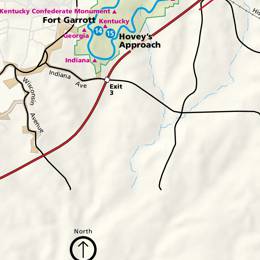 Kentucky Confederate Monument
Fort Garrott
Kentucky
Georgia
14
15
Hovey's
Approach
Indiana
Indiana Ave
Exit
3
Wisconsin Avenue
North